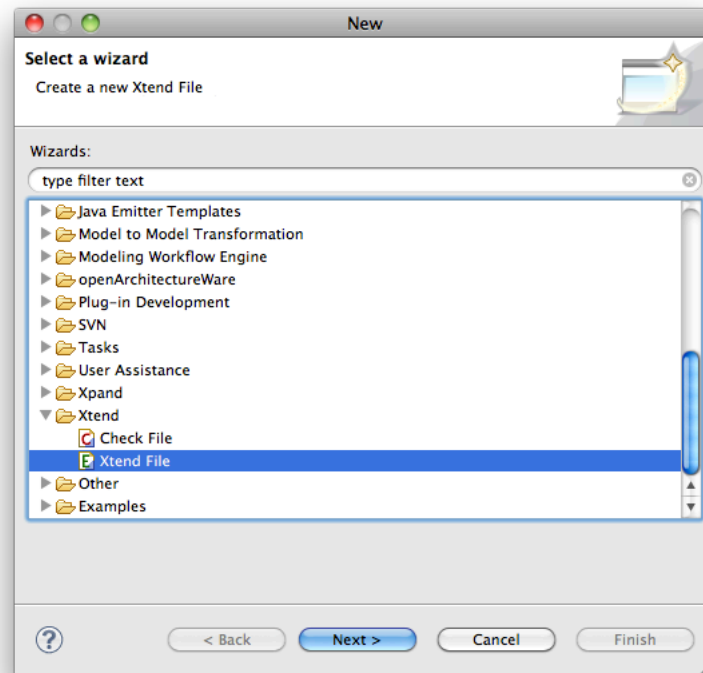 New
Select a wizard
Create a new Xtend File
Wizards:
type filter text
Java Emitter Templates
Model to Model Transformation
Modeling Workflow Engine
openArchitectureWare
Plug-in Development
SVN
Tasks
User Assistance
Xpand
Xtend
Check File
Xtend File
Other
Examples
? < Back Next > Cancel Finish